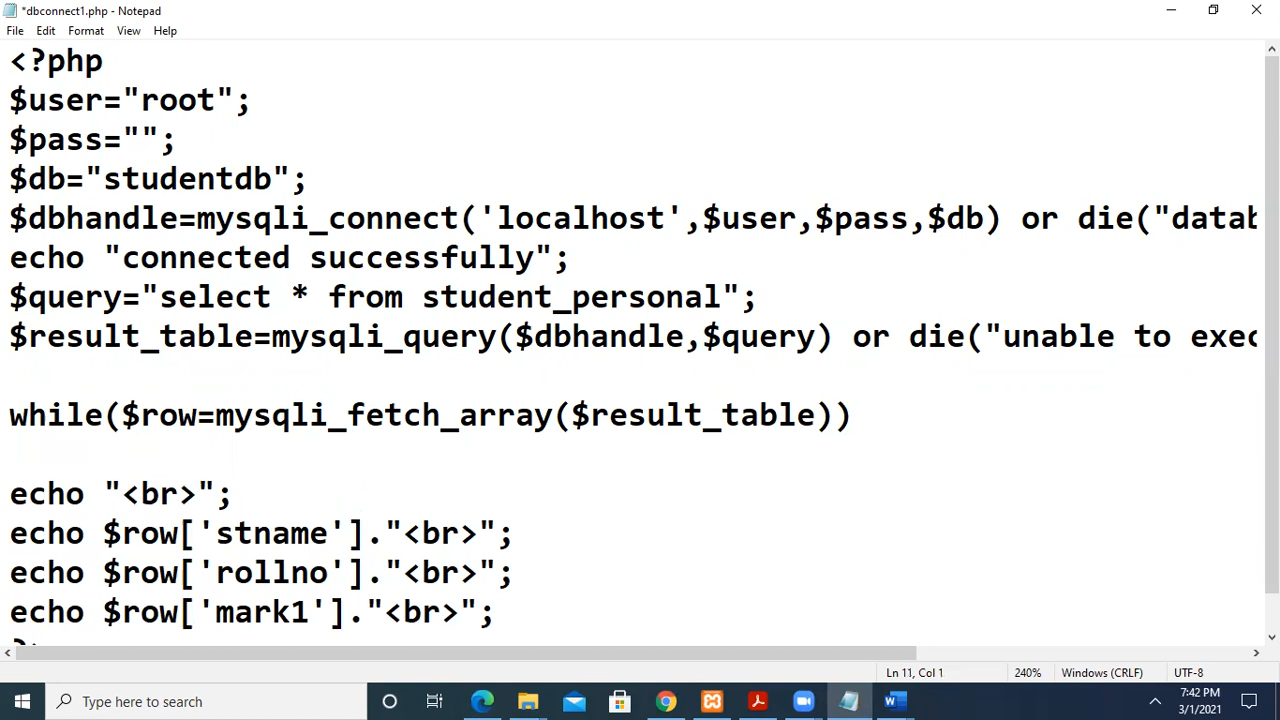 *dbconnect1.php - Notepad
File Edit Format View Help
<?php
$user="root";
$pass="";
$db="studentdb";
$dbhandle=mysqli_connect('localhost',$user,$pass,$db) or die("datab
echo "connected successfully";
$query="select * from student_personal";
$result_table=mysqli_query($dbhandle,$query) or die("unable to exec
while($row=mysqli_fetch_array($result_table))
echo "<br>";
echo $row['stname']."<br>";
echo $row['rollno']."<br>";
echo $row['mark1']."<br>";
Ln 11, Col 1 240% Windows (CRLF) UTF-8
Type here to search
7:42 PM
3/1/2021